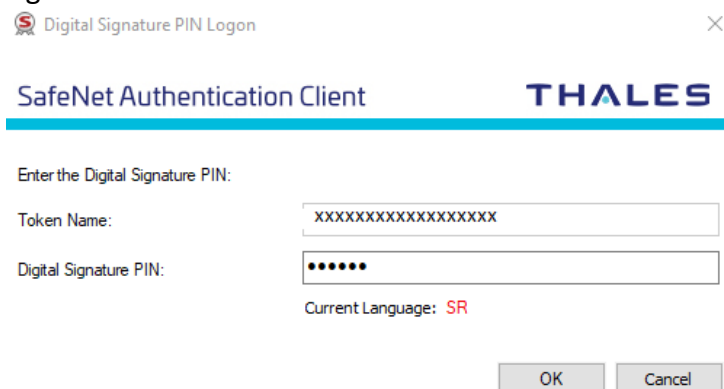 Digital Signature PIN Logon
SafeNet Authentication Client THALES
Enter the Digital Signature PIN:
Token Name: xxxxxxxxxxxxxxxxxx
Digital Signature PIN: ••••••
Current Language: SR
OK Cancel